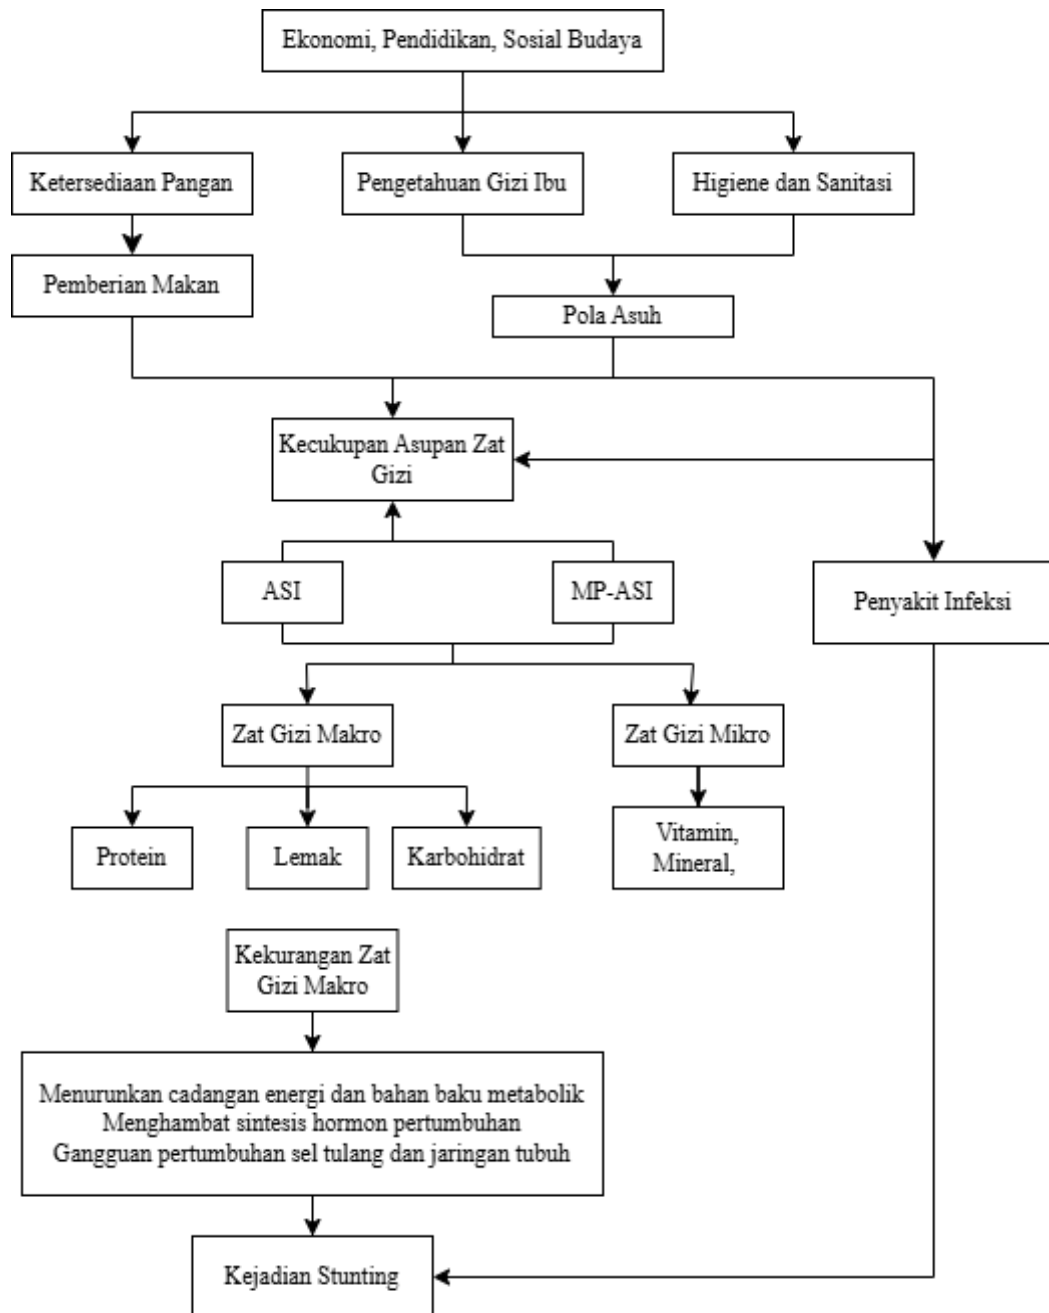 Ekonomi, Pendidikan, Sosial Budaya
Ketersediaan Pangan
Pengetahuan Gizi Ibu
Higiene dan Sanitasi
Pemberian Makan
Pola Asuh
Kecukupan Asupan Zat
Gizi
ASI
MP-ASI
Penyakit Infeksi
Zat Gizi Makro
Zat Gizi Mikro
Protein
Lemak
Karbohidrat
Vitamin,
Mineral,
Kekurangan Zat
Gizi Makro
Menurunkan cadangan energi dan bahan baku metabolik
Menghambat sintesis hormon pertumbuhan
Gangguan pertumbuhan sel tulang dan jaringan tubuh
Kejadian Stunting